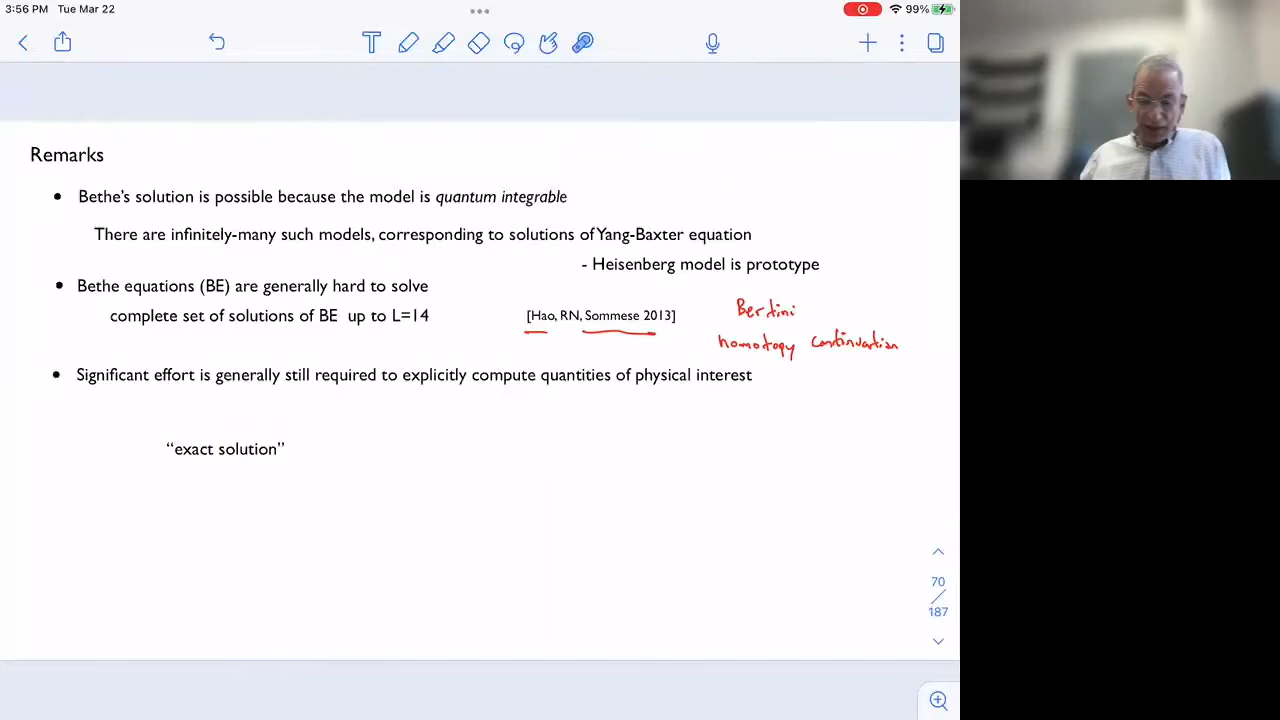 3:56 PM Tue Mar 22
99%
Remarks
• Bethe's solution is possible because the model is quantum integrable
There are infinitely-many such models, corresponding to solutions of Yang-Baxter equation
- Heisenberg model is prototype
• Bethe equations (BE) are generally hard to solve
complete set of solutions of BE up to L=14 [Hao, RN, Sommese 2013]
Bertini
homotopy continuation
• Significant effort is generally still required to explicitly compute quantities of physical interest
“exact solution”
70
/
187